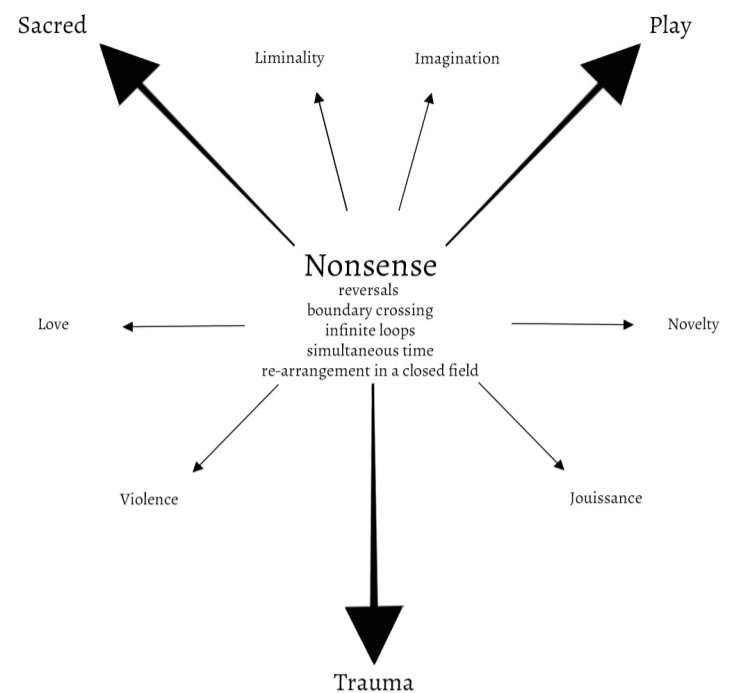 Sacred
Play
Liminality
Imagination
Nonsense
reversals
boundary crossing
infinite loops
simultaneous time
re-arrangement in a closed field
Love
Novelty
Violence
Jouissance
Trauma